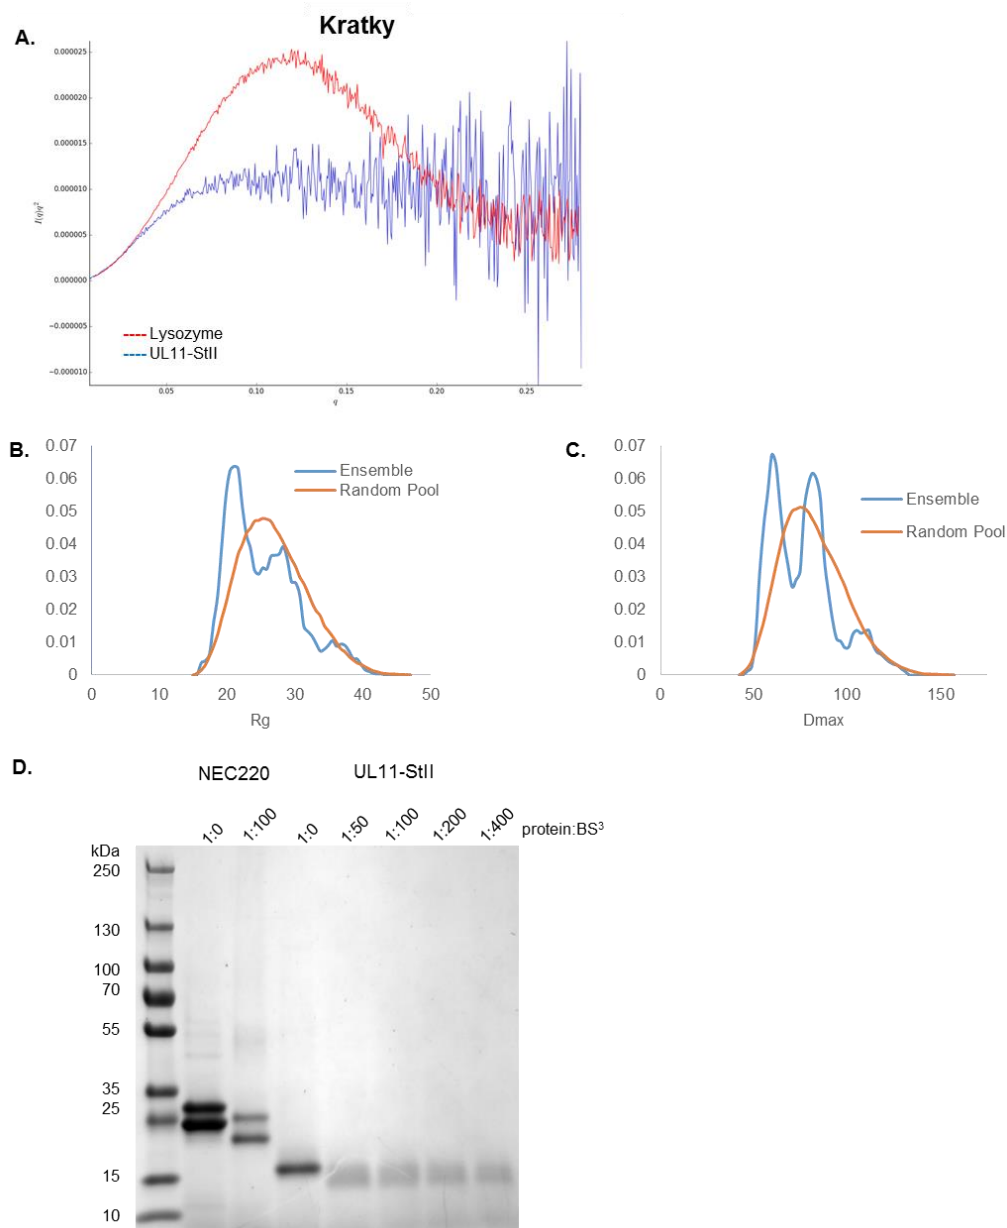 Kratky
A.
0.000025
0.000020
0.000015
0.000010
0.000005
0.000000
−0.000005
−0.000010
I(q)q²
Lysozyme
UL11-StII
0.05 0.10 0.15 0.20 0.25
q
B.
0.07
0.06
0.05
0.04
0.03
0.02
0.01
0
0 10 20 30 40 50
Rg
Ensemble
Random Pool
C.
0.07
0.06
0.05
0.04
0.03
0.02
0.01
0
0 50 100 150
Dmax
Ensemble
Random Pool
D.
NEC220 UL11-StII
1:0 1:100 1:0 1:50 1:100 1:200 1:400 protein:BS³
kDa
250
130
100
70
55
35
25
15
10